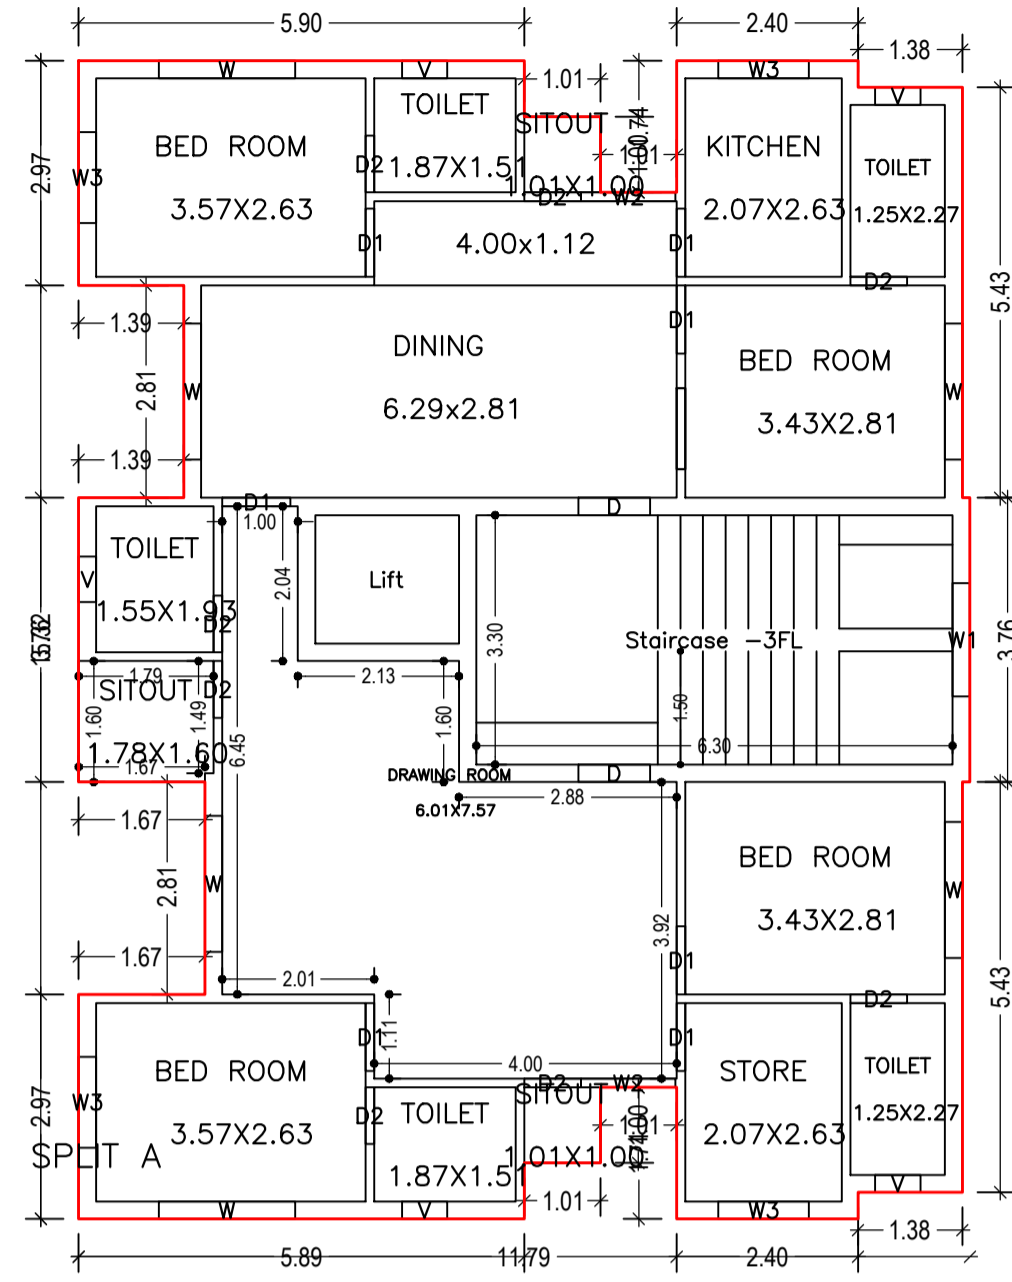 5.90
2.40
1.38
W
V
1.01
W3
V
TOILET
SITOUT
0.74
1.00
BED ROOM
KITCHEN
1.01
TOILET
2.97
W3
D2
1.87X1.51
1.01X1.00
D2
W2
3.57X2.63
2.07X2.63
1.25X2.27
D1
4.00x1.12
D1
D2
5.43
1.39
DINING
D1
BED ROOM
2.81
W
6.29x2.81
3.43X2.81
W
1.39
D1
D
1.00
TOILET
V
2.04
Lift
1.55X1.93
D2
3.30
Staircase -3FL
W1
3.76
SITOUT
1.79
D2
2.13
1.60
1.49
1.60
1.50
1.78X1.60
6.45
6.30
1.67
DRAWING ROOM
D
6.01X7.57
2.88
1.67
2.81
W
BED ROOM
3.43X2.81
W
3.92
1.67
2.01
D1
D2
5.43
1.11
D1
D1
4.00
BED ROOM
D2
W2
STORE
TOILET
SITOUT
2.97
W3
D2
TOILET
1.00
1.01
1.25X2.27
3.57X2.63
2.07X2.63
SPLIT A
1.87X1.51
1.01X1.00
V
W
V
1.01
W3
1.38
5.89
11.79
2.40